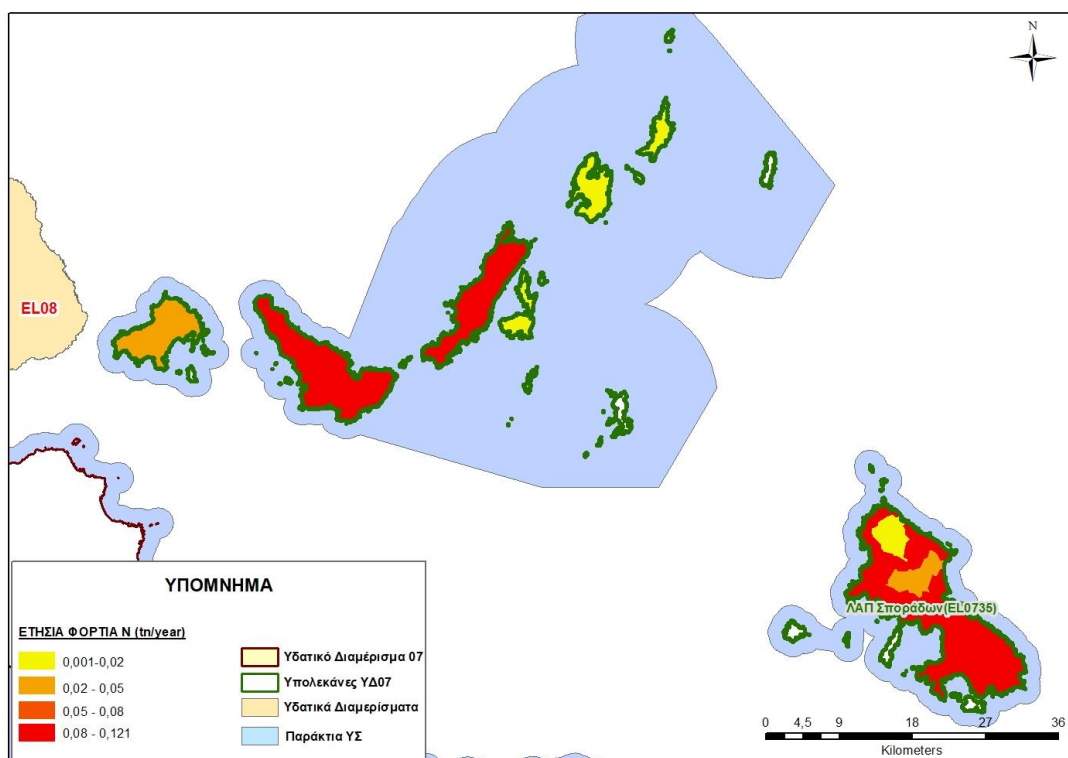 N
EL08
ΛΑΠ Σποράδων(EL0735)
ΥΠΟΜΝΗΜΑ
ΕΤΗΣΙΑ ΦΟΡΤΙΑ Ν (tn/year)
0,001-0,02
0,02 - 0,05
0,05 - 0,08
0,08 - 0,121
Υδατικό Διαμέρισμα 07
Υπολεκάνες ΥΔ07
Υδατικά Διαμερίσματα
Παράκτια ΥΣ
0 4,5 9 18 27 36
Kilometers